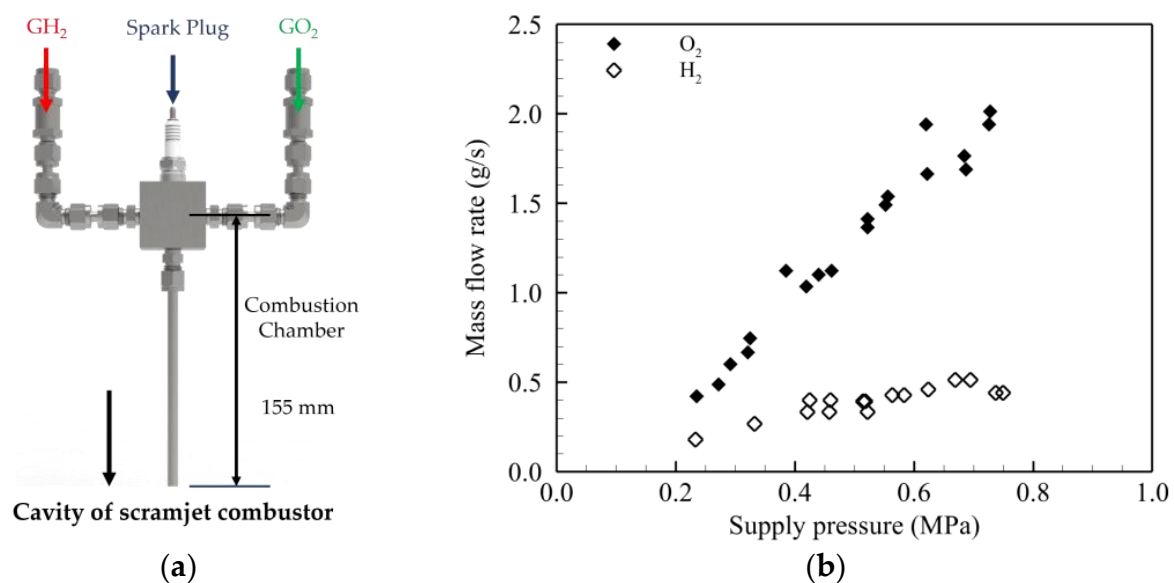 GH2
Spark Plug
GO2
Combustion
Chamber
155 mm
Cavity of scramjet combustor
(a)
2.5
2.0
1.5
1.0
0.5
0.0
Mass flow rate (g/s)
O2
H2
0.0
0.2
0.4
0.6
0.8
1.0
Supply pressure (MPa)
(b)